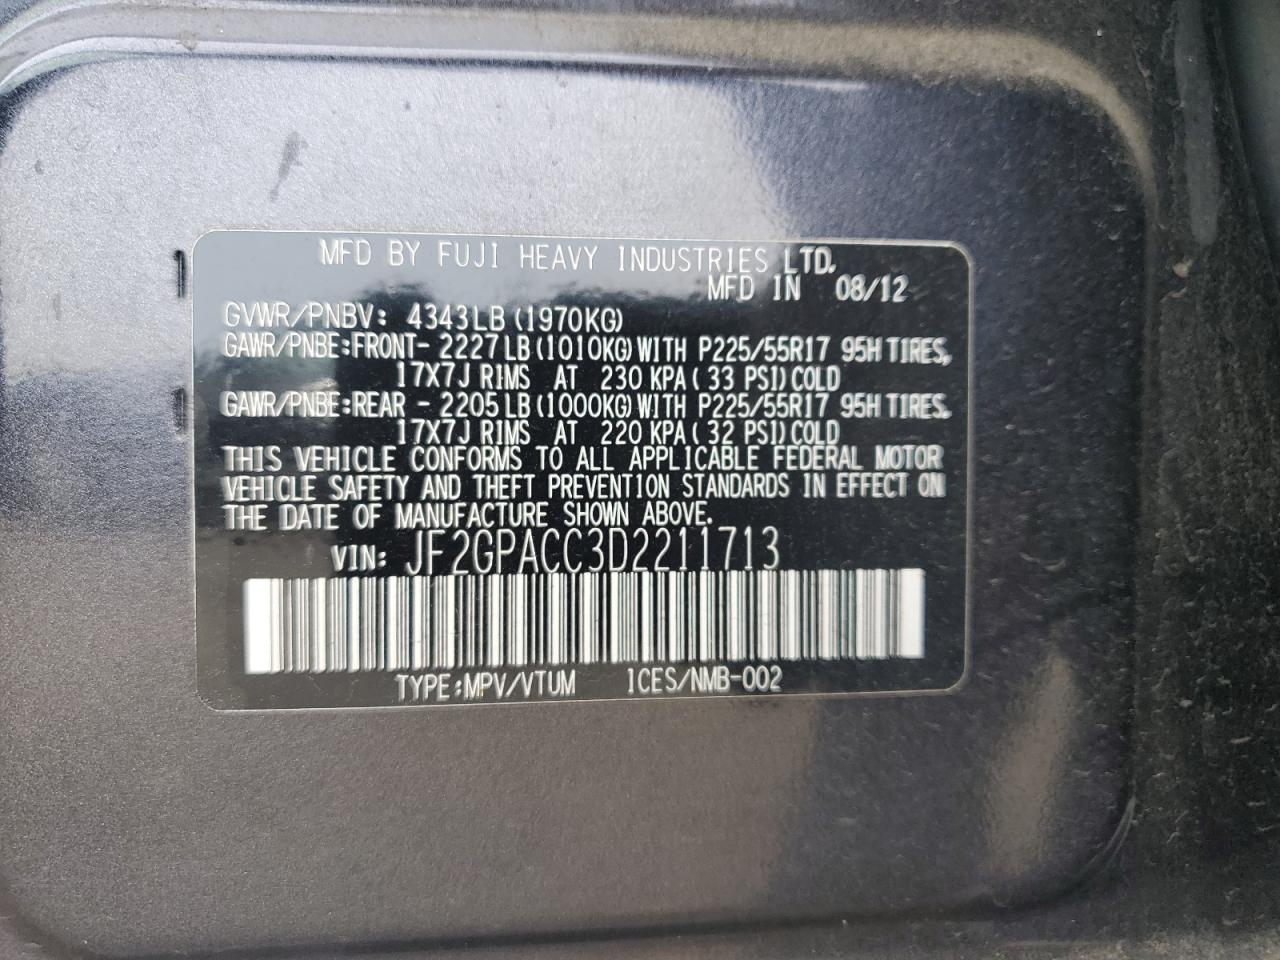 MFD BY FUJI HEAVY INDUSTRIES LTD.
MFD IN 08/12
GVWR/PNBV: 4343LB(1970KG)
GAWR/PNBE:FRONT- 2227LB(1010KG)WITH P225/55R17 95H TIRES,
17X7J RIMS AT 230 KPA(33 PSI)COLD
GAWR/PNBE:REAR - 2205LB(1000KG)WITH P225/55R17 95H TIRES,
17X7J RIMS AT 220 KPA(32 PSI)COLD
THIS VEHICLE CONFORMS TO ALL APPLICABLE FEDERAL MOTOR
VEHICLE SAFETY AND THEFT PREVENTION STANDARDS IN EFFECT ON
THE DATE OF MANUFACTURE SHOWN ABOVE.
VIN: JF2GPACC3D2211713
TYPE:MPV/VTUM ICES/NMB-002